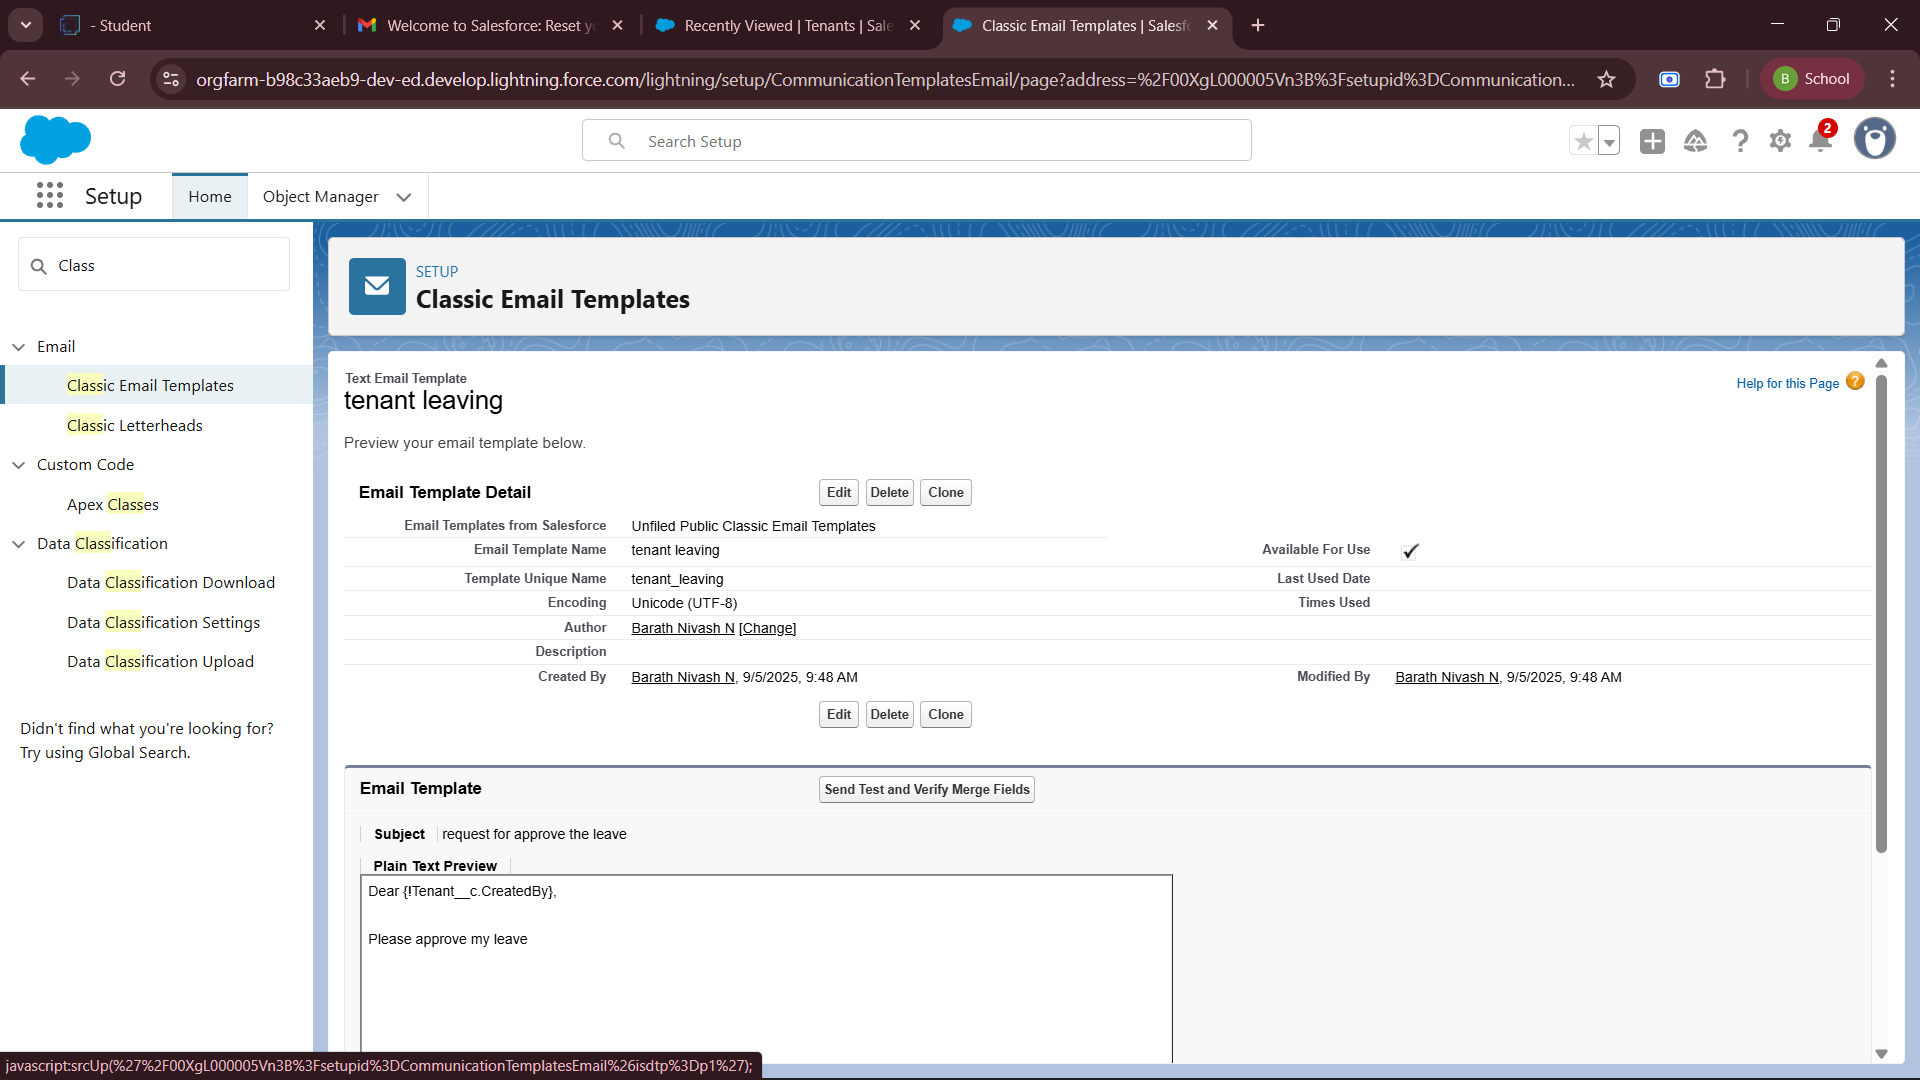 - Student
Welcome to Salesforce: Reset yo
Recently Viewed | Tenants | Sale
Classic Email Templates | Salesfo
orgfarm-b98c33aeb9-dev-ed.develop.lightning.force.com/lightning/setup/CommunicationTemplatesEmail/page?address=%2F00XgL000005Vn3B%3Fsetupid%3DCommunication...
B School
Search Setup
2
Setup Home Object Manager
Class
Email
Classic Email Templates
Classic Letterheads
Custom Code
Apex Classes
Data Classification
Data Classification Download
Data Classification Settings
Data Classification Upload
Didn't find what you're looking for?
Try using Global Search.
SETUP
Classic Email Templates
Text Email Template
tenant leaving
Help for this Page ?
Preview your email template below.
Email Template Detail Edit Delete Clone
Email Templates from Salesforce Unfiled Public Classic Email Templates
Email Template Name tenant leaving Available For Use
Template Unique Name tenant_leaving Last Used Date
Encoding Unicode (UTF-8) Times Used
Author Barath Nivash N [Change]
Description
Created By Barath Nivash N, 9/5/2025, 9:48 AM Modified By Barath Nivash N, 9/5/2025, 9:48 AM
Edit Delete Clone
Email Template Send Test and Verify Merge Fields
Subject request for approve the leave
Plain Text Preview
Dear {!Tenant__c.CreatedBy},
Please approve my leave
javascript:srcUp(%27%2F00XgL000005Vn3B%3Fsetupid%3DCommunicationTemplatesEmail%26isdtp%3Dp1%27);